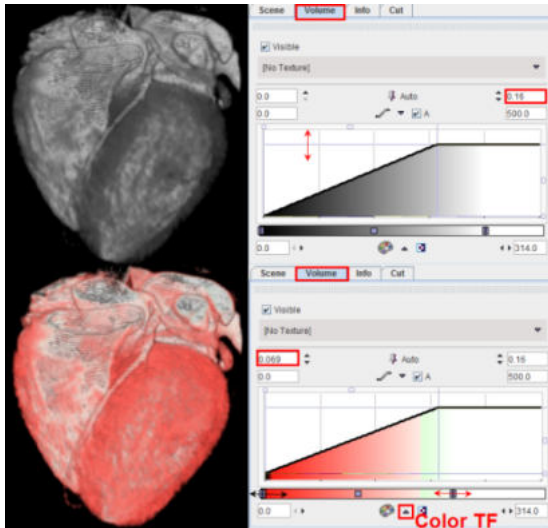 Scene Volume Info Cut
Visible
[No Texture]
0.0 Auto 0.16
0.0 A 500.0
0.0 314.0
Scene Volume Info Cut
Visible
[No Texture]
0.069 Auto 0.16
0.0 A 500.0
0.0 314.0
Color TF